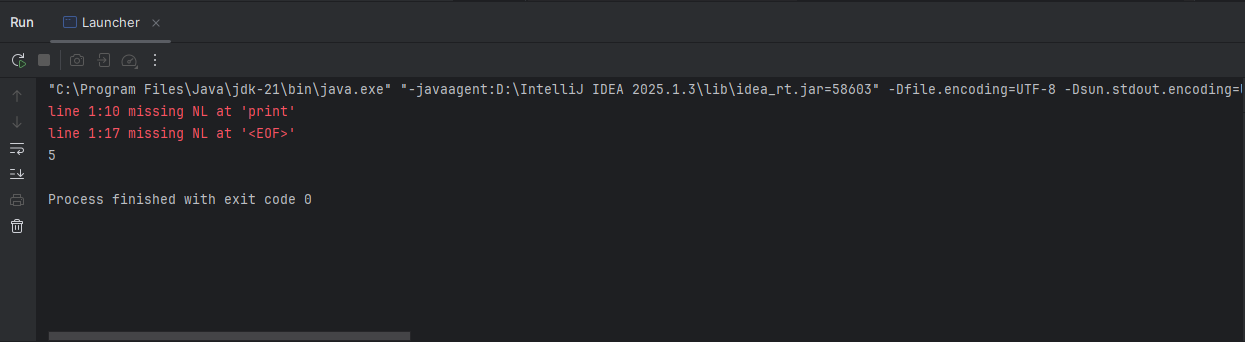 Run Launcher
"C:\Program Files\Java\jdk-21\bin\java.exe" "-javaagent:D:\IntelliJ IDEA 2025.1.3\lib\idea_rt.jar=58603" -Dfile.encoding=UTF-8 -Dsun.stdout.encoding=
line 1:10 missing NL at 'print'
line 1:17 missing NL at '<EOF>'
5
Process finished with exit code 0